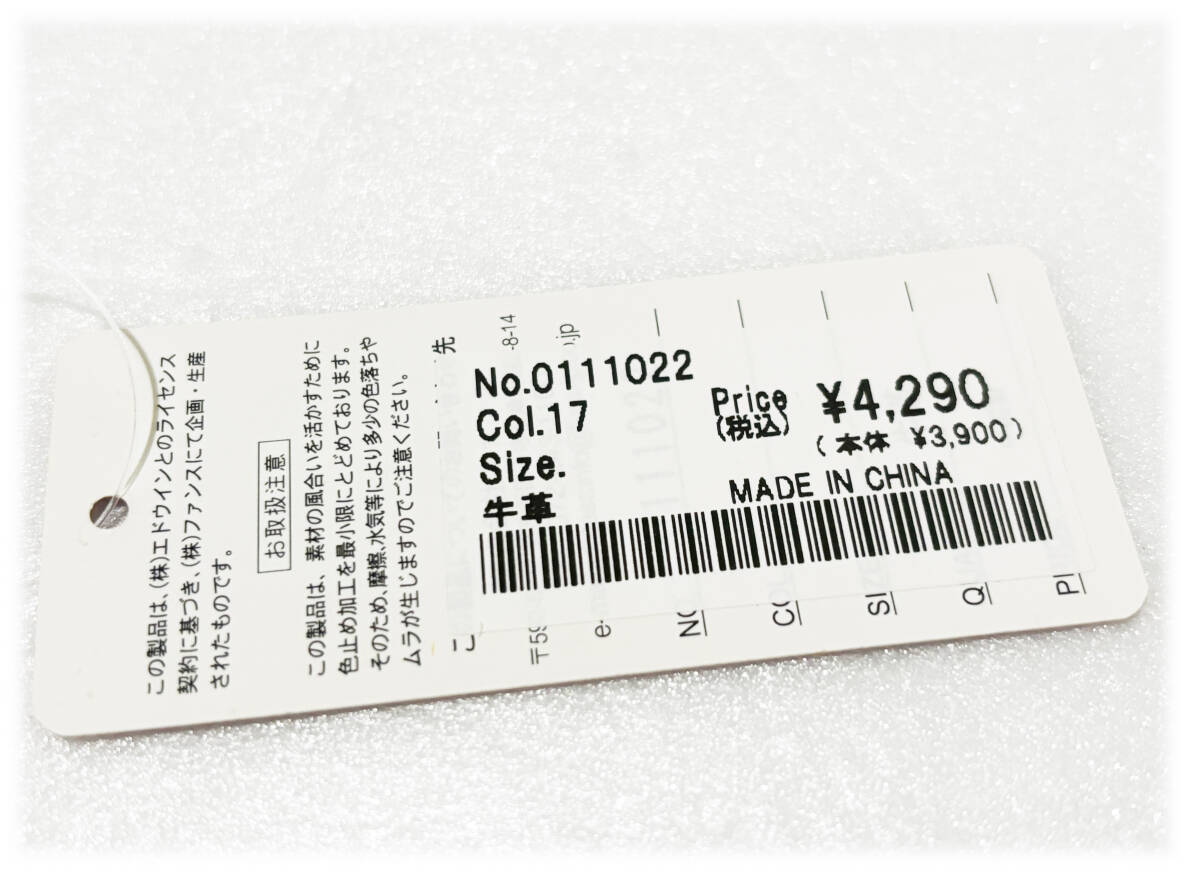 この製品は、(株)エドウインとのライセンス
契約に基づき、(株)ファンスにて企画・生産
されたものです。
お取扱注意
この製品は、素材の風合いを活かすために
色止め加工を最小限にとどめております。
そのため、摩擦、水気等により多少の色落ちや
ムラが生じますのでご注意ください。
先
-8-14
.jp
〒59
e-
No.0111022
Col.17
Size.
牛革
Price
(税込)
¥4,290
(本体 ¥3,900)
MADE IN CHINA